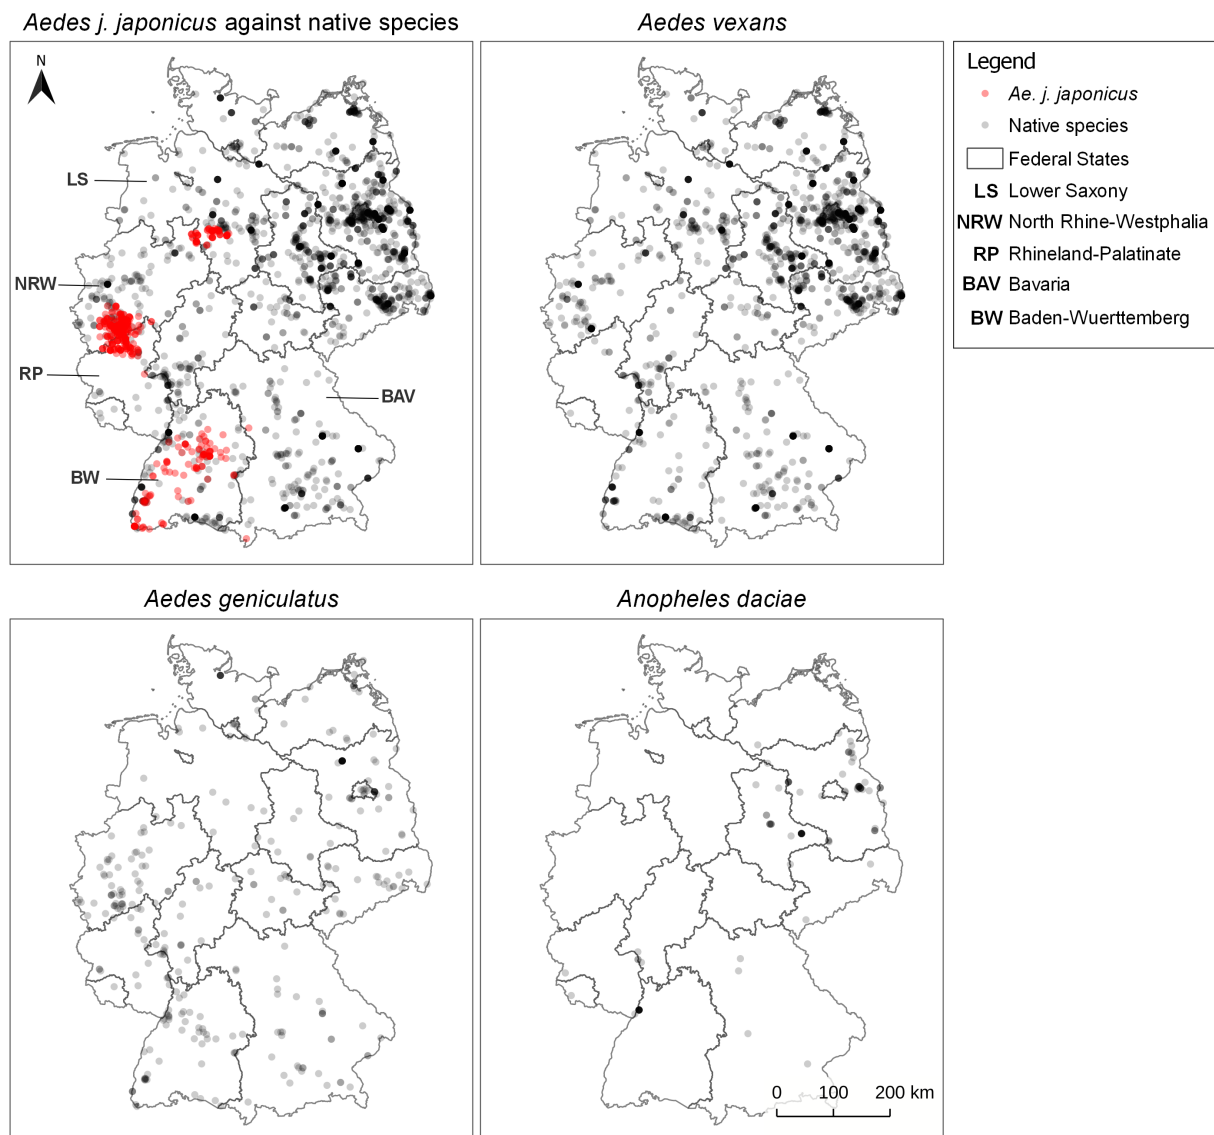 Aedes j. japonicus against native species
Aedes vexans
N
LS
NRW
RP
BAV
BW
Legend
Ae. j. japonicus
Native species
Federal States
LS Lower Saxony
NRW North Rhine-Westphalia
RP Rhineland-Palatinate
BAV Bavaria
BW Baden-Wuerttemberg
Aedes geniculatus
Anopheles daciae
0 100 200 km